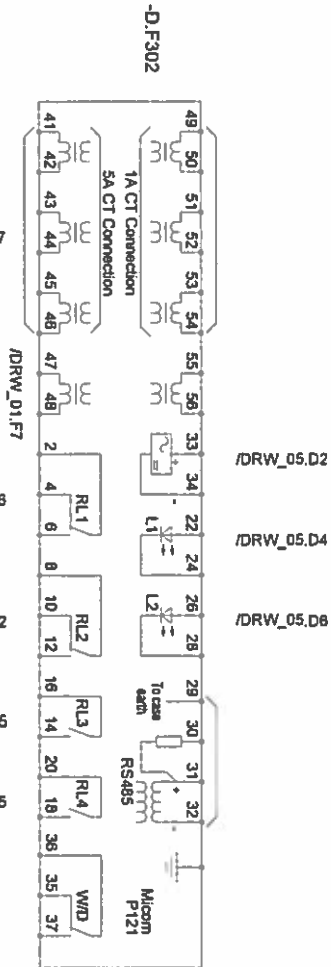 -D.F302
49 50 51 52 53 54 55 56 33 34 22 24 26 28 29 30 31 32
/DRW_05.D2
/DRW_05.D4
/DRW_05.D6
1A CT Connection
5A CT Connection
+
-
L1
L2
To case
earth
RS485
+
-
Micom
P121
RL1
RL2
RL3
RL4
W/D
41 42 43 44 45 46 47 48 2 4 6 8 10 12 16 14 20 18 36 35 37
/DRW_01.F7